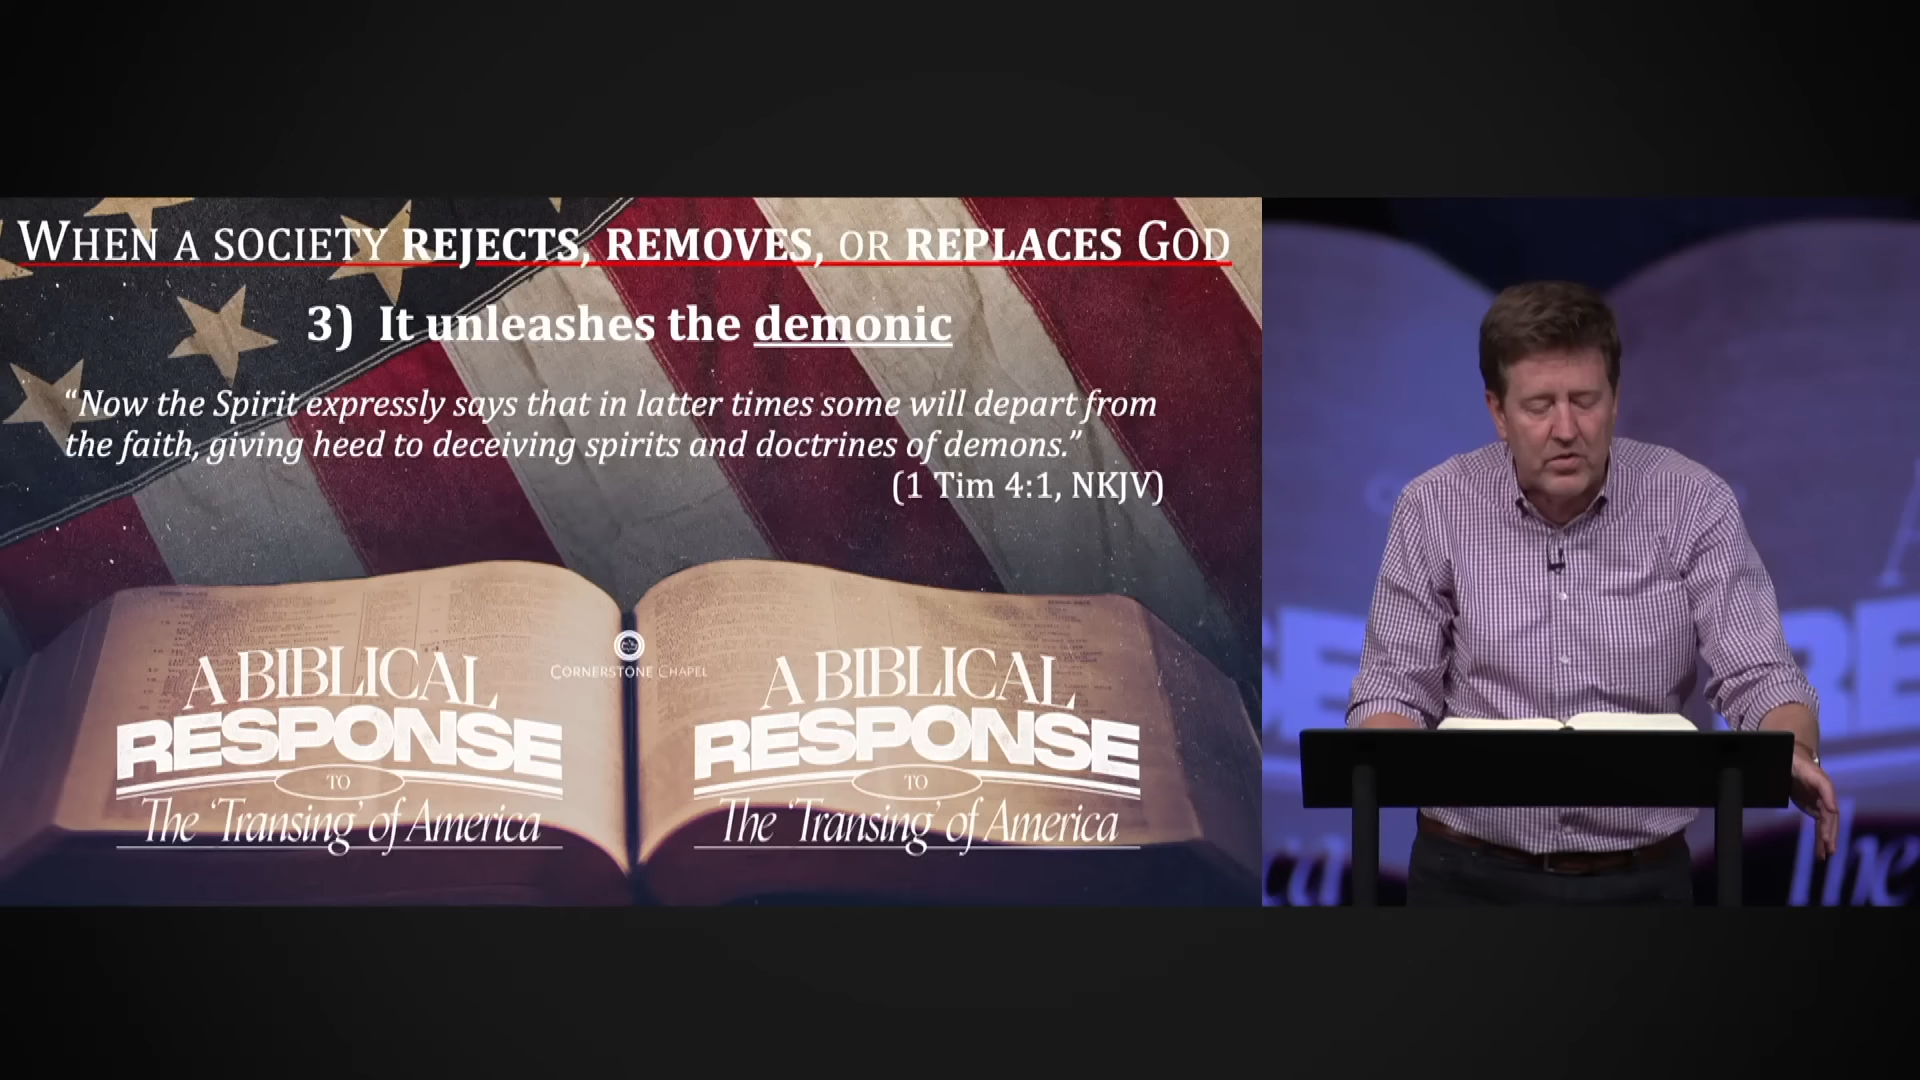 WHEN A SOCIETY REJECTS, REMOVES, OR REPLACES GOD
3) It unleashes the demonic
“Now the Spirit expressly says that in latter times some will depart from
the faith, giving heed to deceiving spirits and doctrines of demons.”
(1 Tim 4:1, NKJV)
CORNERSTONE CHAPEL
A BIBLICAL
RESPONSE
TO
The ‘Transing’ of America
A BIBLICAL
RESPONSE
TO
The ‘Transing’ of America
The